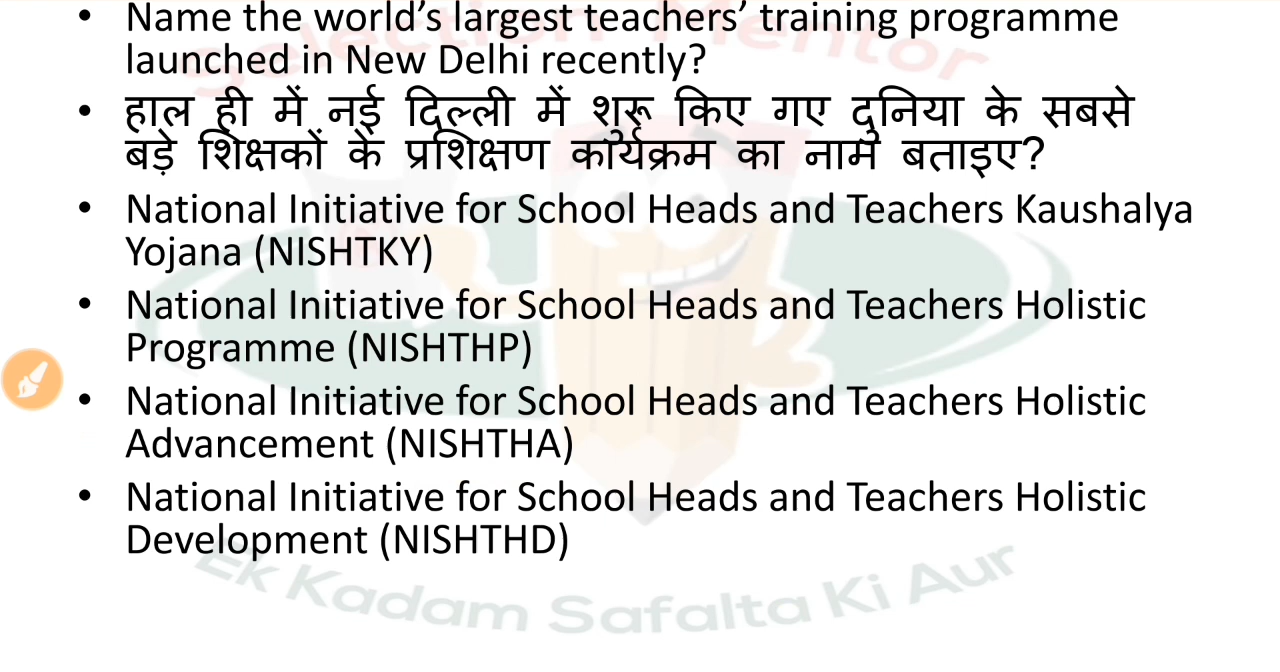 • Name the world’s largest teachers’ training programme
launched in New Delhi recently?
• हाल ही में नई दिल्ली में शुरू किए गए दुनिया के सबसे
बड़े शिक्षकों के प्रशिक्षण कार्यक्रम का नाम बताइए?
• National Initiative for School Heads and Teachers Kaushalya
Yojana (NISHTKY)
• National Initiative for School Heads and Teachers Holistic
Programme (NISHTHP)
• National Initiative for School Heads and Teachers Holistic
Advancement (NISHTHA)
• National Initiative for School Heads and Teachers Holistic
Development (NISHTHD)
Selection Mentor
Ek Kadam Safalta Ki Aur